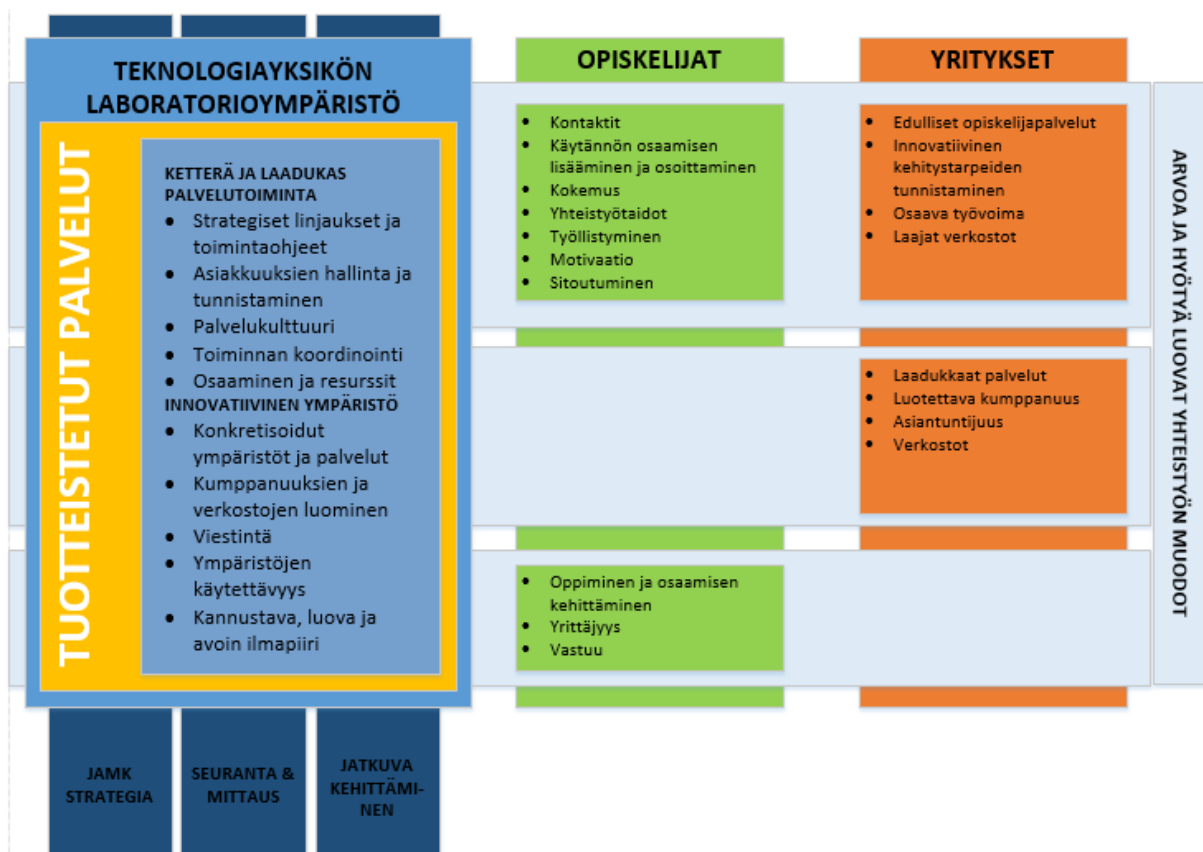 TEKNOLOGIAYKSIKÖN
LABORATORIOYMPÄRISTÖ
TUOTTEISTETUT PALVELUT
KETTERÄ JA LAADUKAS
PALVELUTOIMINTA
• Strategiset linjaukset ja
toimintaohjeet
• Asiakkuuksien hallinta ja
tunnistaminen
• Palvelukulttuuri
• Toiminnan koordinointi
• Osaaminen ja resurssit
INNOVATIIVINEN YMPÄRISTÖ
• Konkretisoidut
ympäristöt ja palvelut
• Kumppanuuksien ja
verkostojen luominen
• Viestintä
• Ympäristöjen
käytettävyys
• Kannustava, luova ja
avoin ilmapiiri
JAMK
STRATEGIA
SEURANTA &
MITTAUS
JATKUVA
KEHITTÄMI-
NEN
OPISKELIJAT
• Kontaktit
• Käytännön osaamisen
lisääminen ja osoittaminen
• Kokemus
• Yhteistyötaidot
• Työllistyminen
• Motivaatio
• Sitoutuminen
• Oppiminen ja osaamisen
kehittäminen
• Yrittäjyys
• Vastuu
YRITYKSET
• Edulliset opiskelijapalvelut
• Innovatiivinen
kehitystarpeiden
tunnistaminen
• Osaava työvoima
• Laajat verkostot
• Laadukkaat palvelut
• Luotettava kumppanuus
• Asiantuntijuus
• Verkostot
ARVOA JA HYÖTYÄ LUOVAT YHTEISTYÖN MUODOT